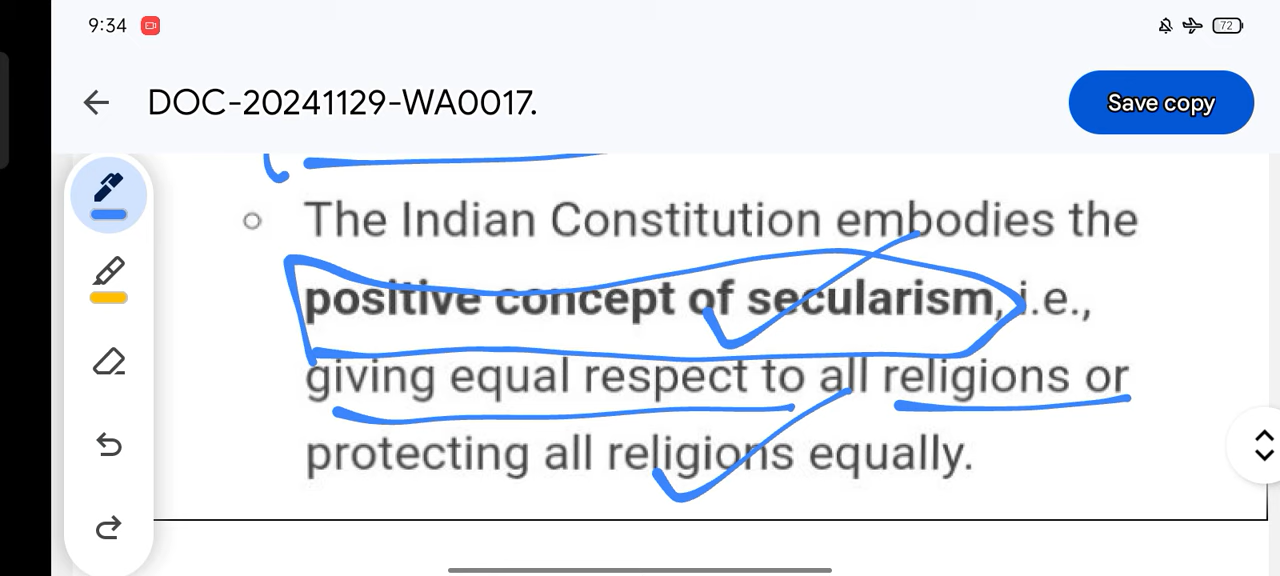 9:34
72
DOC-20241129-WA0017.
Save copy
The Indian Constitution embodies the
positive concept of secularism, i.e.,
giving equal respect to all religions or
protecting all religions equally.